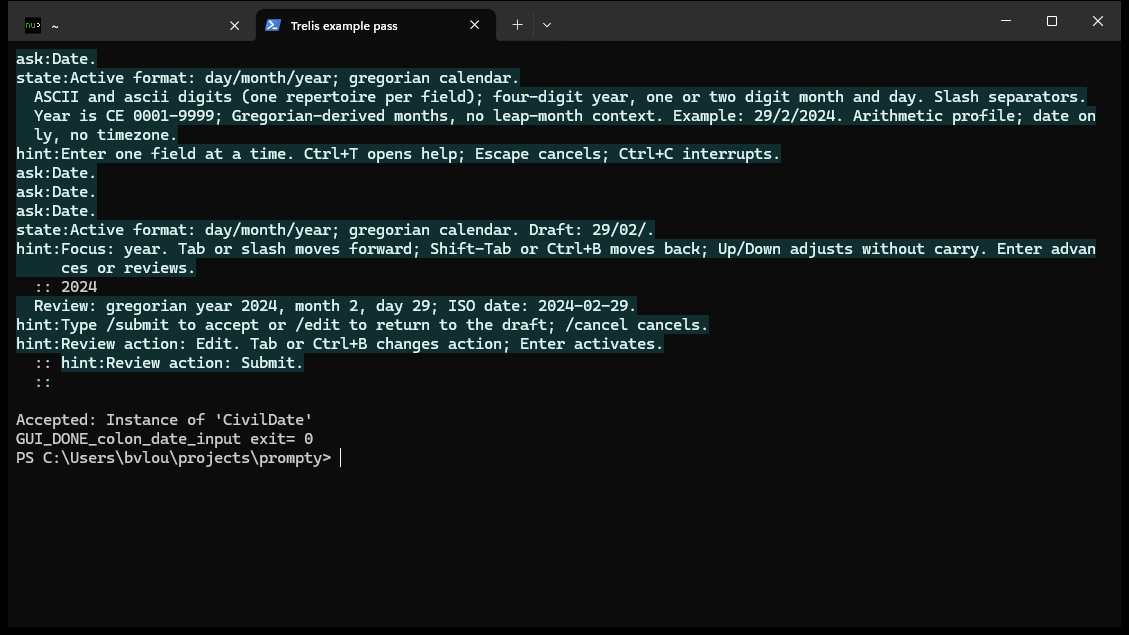 nu> ~
Trelis example pass
ask:Date.
state:Active format: day/month/year; gregorian calendar.
ASCII and ascii digits (one repertoire per field); four-digit year, one or two digit month and day. Slash separators.
Year is CE 0001-9999; Gregorian-derived months, no leap-month context. Example: 29/2/2024. Arithmetic profile; date on
ly, no timezone.
hint:Enter one field at a time. Ctrl+T opens help; Escape cancels; Ctrl+C interrupts.
ask:Date.
ask:Date.
ask:Date.
state:Active format: day/month/year; gregorian calendar. Draft: 29/02/.
hint:Focus: year. Tab or slash moves forward; Shift-Tab or Ctrl+B moves back; Up/Down adjusts without carry. Enter advan
ces or reviews.
:: 2024
Review: gregorian year 2024, month 2, day 29; ISO date: 2024-02-29.
hint:Type /submit to accept or /edit to return to the draft; /cancel cancels.
hint:Review action: Edit. Tab or Ctrl+B changes action; Enter activates.
:: hint:Review action: Submit.
::
Accepted: Instance of 'CivilDate'
GUI_DONE_colon_date_input exit= 0
PS C:\Users\bvlou\projects\prompty>